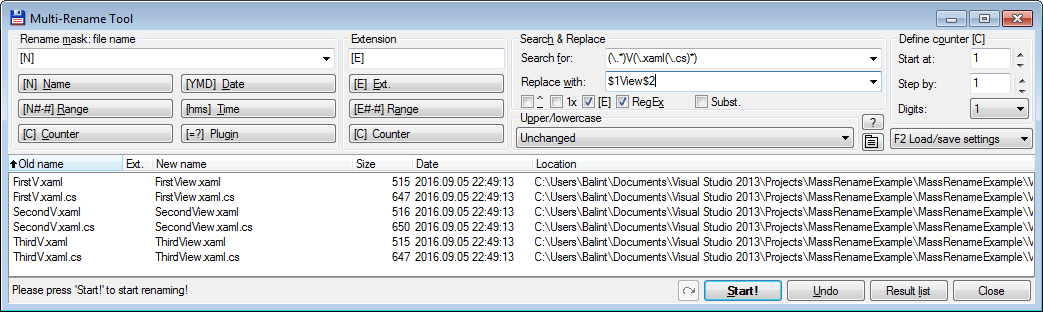 Multi-Rename Tool
Rename mask: file name
Extension
Search & Replace
Define counter [C]
[N]
[E]
Search for:
(\.*)V(\.xaml(\.cs)*)
Start at:
1
[N] Name
[YMD] Date
[E] Ext.
Replace with:
$1View$2
Step by:
1
[N#-#] Range
[hms] Time
[E#-#] Range
^
1x
[E]
RegEx
Subst.
Digits:
1
Upper/lowercase
?
[C] Counter
[=?] Plugin
[C] Counter
Unchanged
F2 Load/save settings
Old name Ext. New name Size Date Location
FirstV.xaml FirstView.xaml 515 2016.09.05 22:49:13 C:\Users\Balint\Documents\Visual Studio 2013\Projects\MassRenameExample\MassRenameExample\V
FirstV.xaml.cs FirstView.xaml.cs 647 2016.09.05 22:49:13 C:\Users\Balint\Documents\Visual Studio 2013\Projects\MassRenameExample\MassRenameExample\V
SecondV.xaml SecondView.xaml 516 2016.09.05 22:49:13 C:\Users\Balint\Documents\Visual Studio 2013\Projects\MassRenameExample\MassRenameExample\V
SecondV.xaml.cs SecondView.xaml.cs 650 2016.09.05 22:49:13 C:\Users\Balint\Documents\Visual Studio 2013\Projects\MassRenameExample\MassRenameExample\V
ThirdV.xaml ThirdView.xaml 515 2016.09.05 22:49:13 C:\Users\Balint\Documents\Visual Studio 2013\Projects\MassRenameExample\MassRenameExample\V
ThirdV.xaml.cs ThirdView.xaml.cs 647 2016.09.05 22:49:13 C:\Users\Balint\Documents\Visual Studio 2013\Projects\MassRenameExample\MassRenameExample\V
Please press 'Start!' to start renaming!
Start!
Undo
Result list
Close